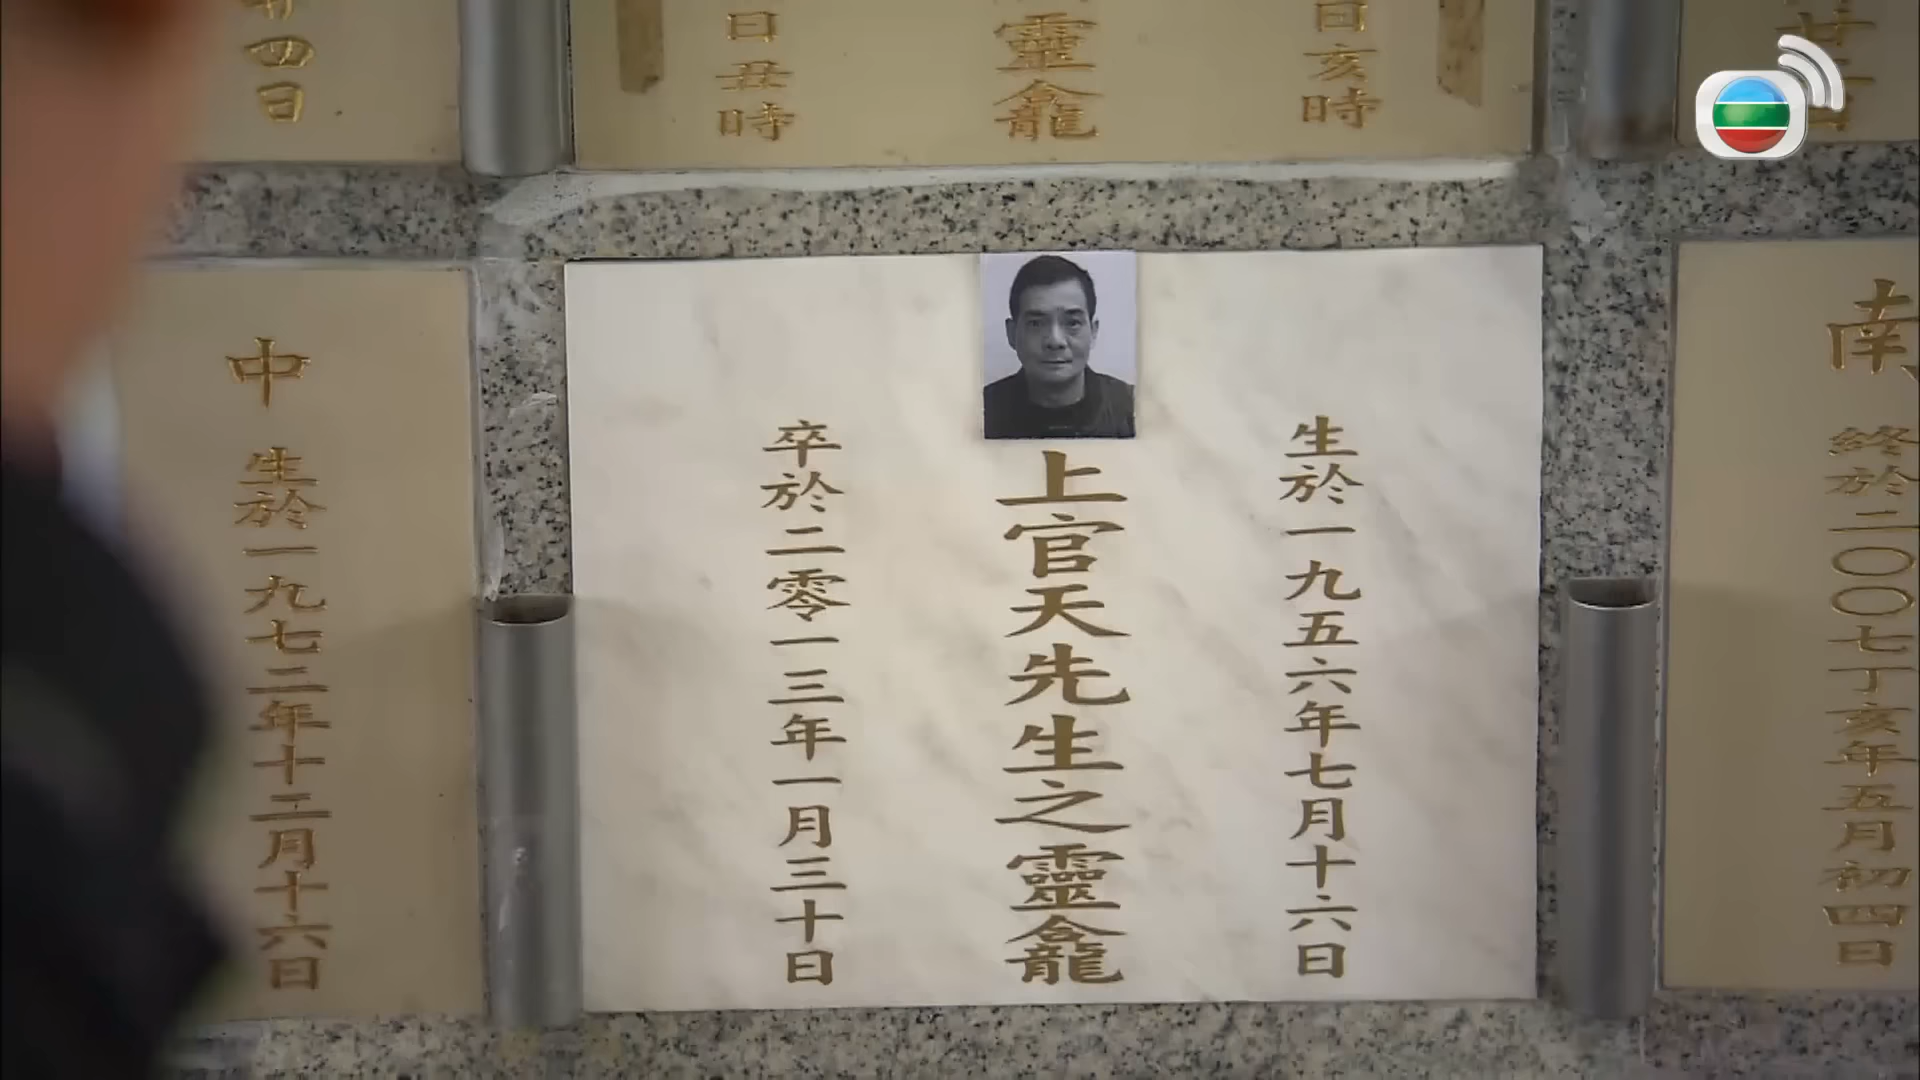 生於一九五六年七月十六日
上官天先生之靈龕
卒於二零一三年一月三十日
南
終於二〇〇七丁亥年五月初四日
日亥時
靈龕
日丑時
廿四日
中
生於一九七二年十二月十六日